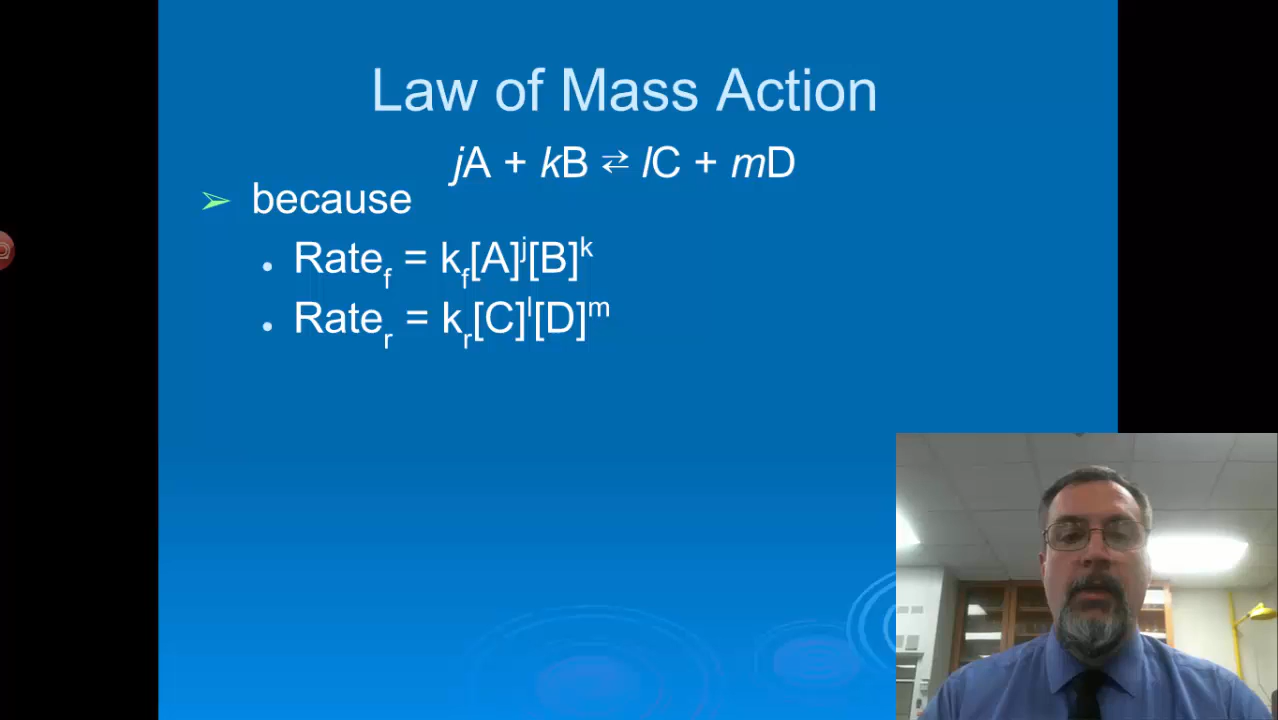 Law of Mass Action
jA + kB ⇄ lC + mD
➢ because
• Rate_f = k_f[A]^j[B]^k
• Rate_r = k_r[C]^l[D]^m